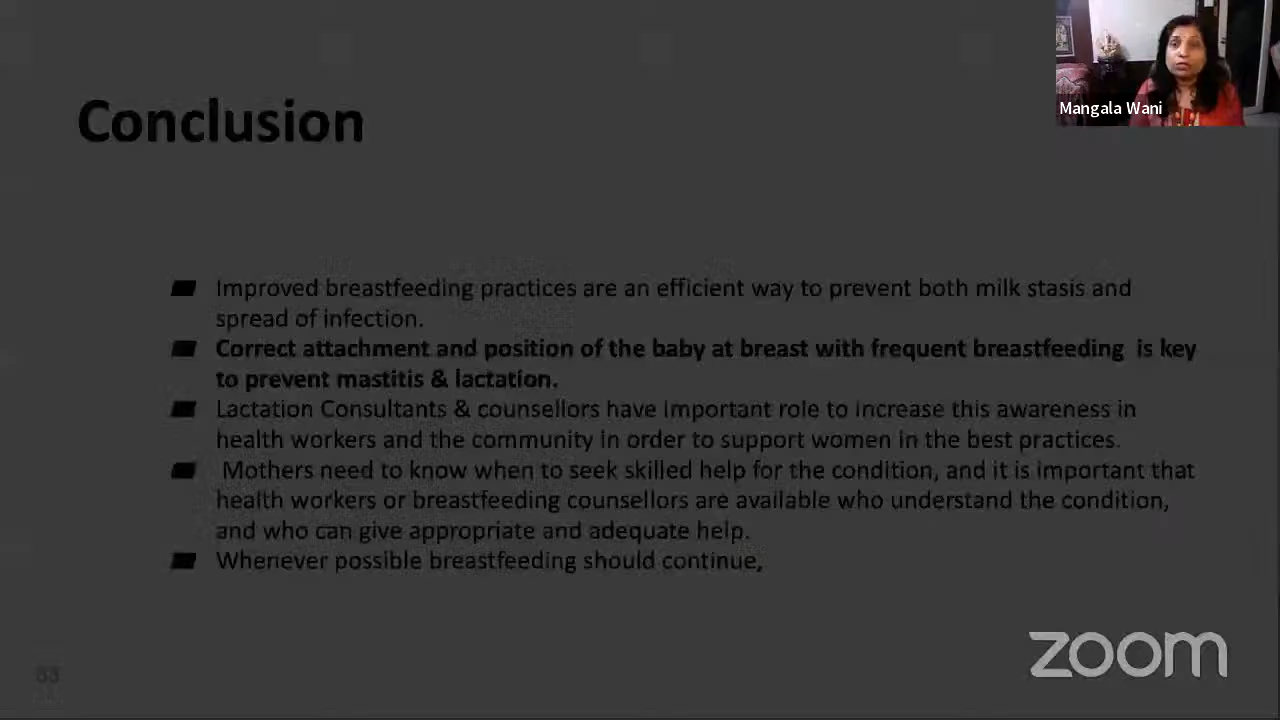 Mangala Wani
Conclusion
Improved breastfeeding practices are an efficient way to prevent both milk stasis and
spread of infection.
Correct attachment and position of the baby at breast with frequent breastfeeding is key
to prevent mastitis & lactation.
Lactation Consultants & counsellors have important role to increase this awareness in
health workers and the community in order to support women in the best practices.
Mothers need to know when to seek skilled help for the condition, and it is important that
health workers or breastfeeding counsellors are available who understand the condition,
and who can give appropriate and adequate help.
Whenever possible breastfeeding should continue,
zoom